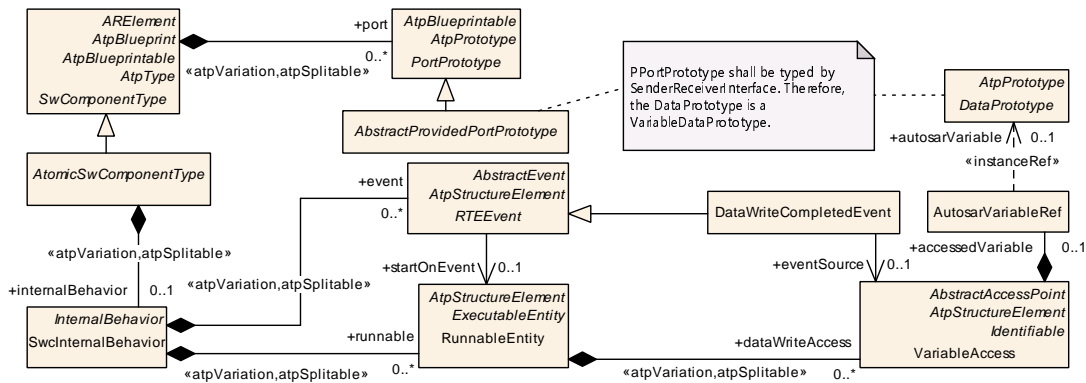 ARElement
AtpBlueprint
AtpBlueprintable
AtpType
SwComponentType
+port
0..*
«atpVariation,atpSplitable»
AtpBlueprintable
AtpPrototype
PortPrototype
AbstractProvidedPortPrototype
PPortPrototype shall be typed by
SenderReceiverInterface. Therefore,
the DataPrototype is a
VariableDataPrototype.
AtpPrototype
DataPrototype
+autosarVariable
0..1
«instanceRef»
AtomicSwComponentType
+event
0..*
AbstractEvent
AtpStructureElement
RTEEvent
DataWriteCompletedEvent
AutosarVariableRef
+accessedVariable
0..1
«atpVariation,atpSplitable»
«atpVariation,atpSplitable»
+startOnEvent
0..1
+eventSource
0..1
+internalBehavior
0..1
InternalBehavior
SwcInternalBehavior
+runnable
0..*
«atpVariation,atpSplitable»
AtpStructureElement
ExecutableEntity
RunnableEntity
+dataWriteAccess
0..*
«atpVariation,atpSplitable»
AbstractAccessPoint
AtpStructureElement
Identifiable
VariableAccess